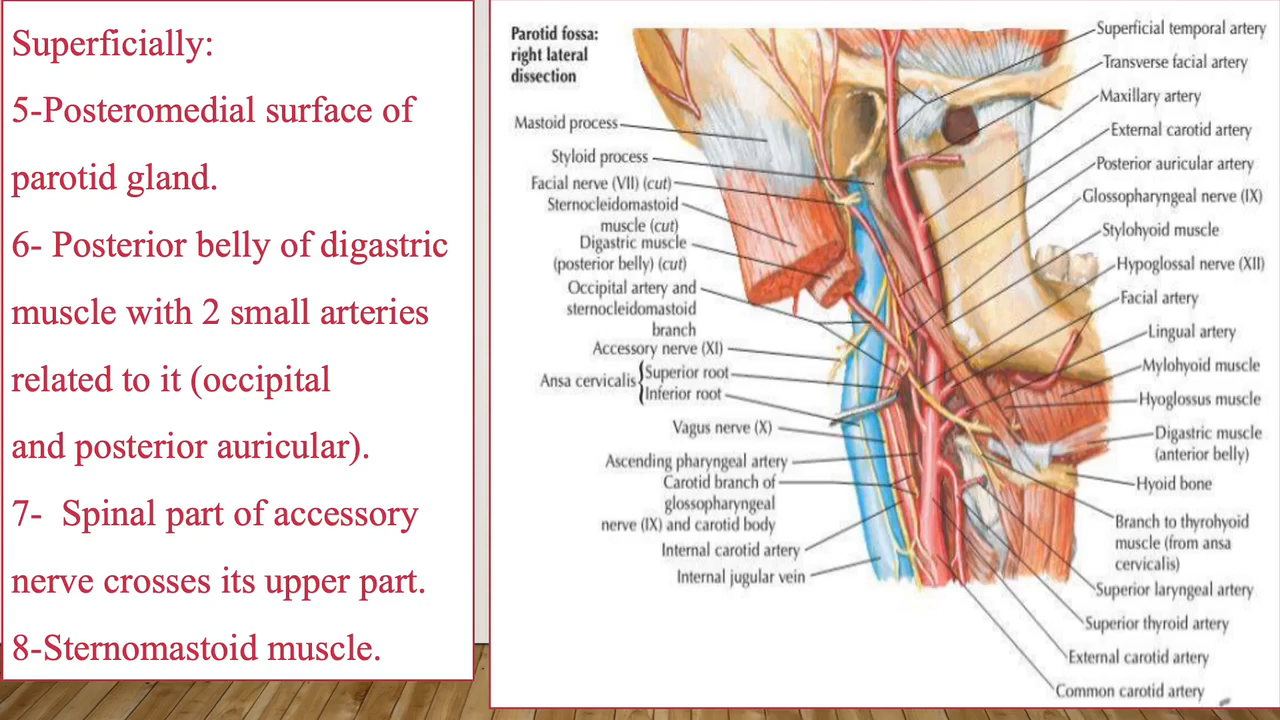 Superficially:
5-Posteromedial surface of
parotid gland.
6- Posterior belly of digastric
muscle with 2 small arteries
related to it (occipital
and posterior auricular).
7-  Spinal part of accessory
nerve crosses its upper part.
8-Sternomastoid muscle.
Parotid fossa:
right lateral
dissection
Mastoid process
Styloid process
Facial nerve (VII) (cut)
Sternocleidomastoid
muscle (cut)
Digastric muscle
(posterior belly) (cut)
Occipital artery and
sternocleidomastoid
branch
Accessory nerve (XI)
Ansa cervicalis
Superior root
Inferior root
Vagus nerve (X)
Ascending pharyngeal artery
Carotid branch of
glossopharyngeal
nerve (IX) and carotid body
Internal carotid artery
Internal jugular vein
Superficial temporal artery
Transverse facial artery
Maxillary artery
External carotid artery
Posterior auricular artery
Glossopharyngeal nerve (IX)
Stylohyoid muscle
Hypoglossal nerve (XII)
Facial artery
Lingual artery
Mylohyoid muscle
Hyoglossus muscle
Digastric muscle
(anterior belly)
Hyoid bone
Branch to thyrohyoid
muscle (from ansa
cervicalis)
Superior laryngeal artery
Superior thyroid artery
External carotid artery
Common carotid artery